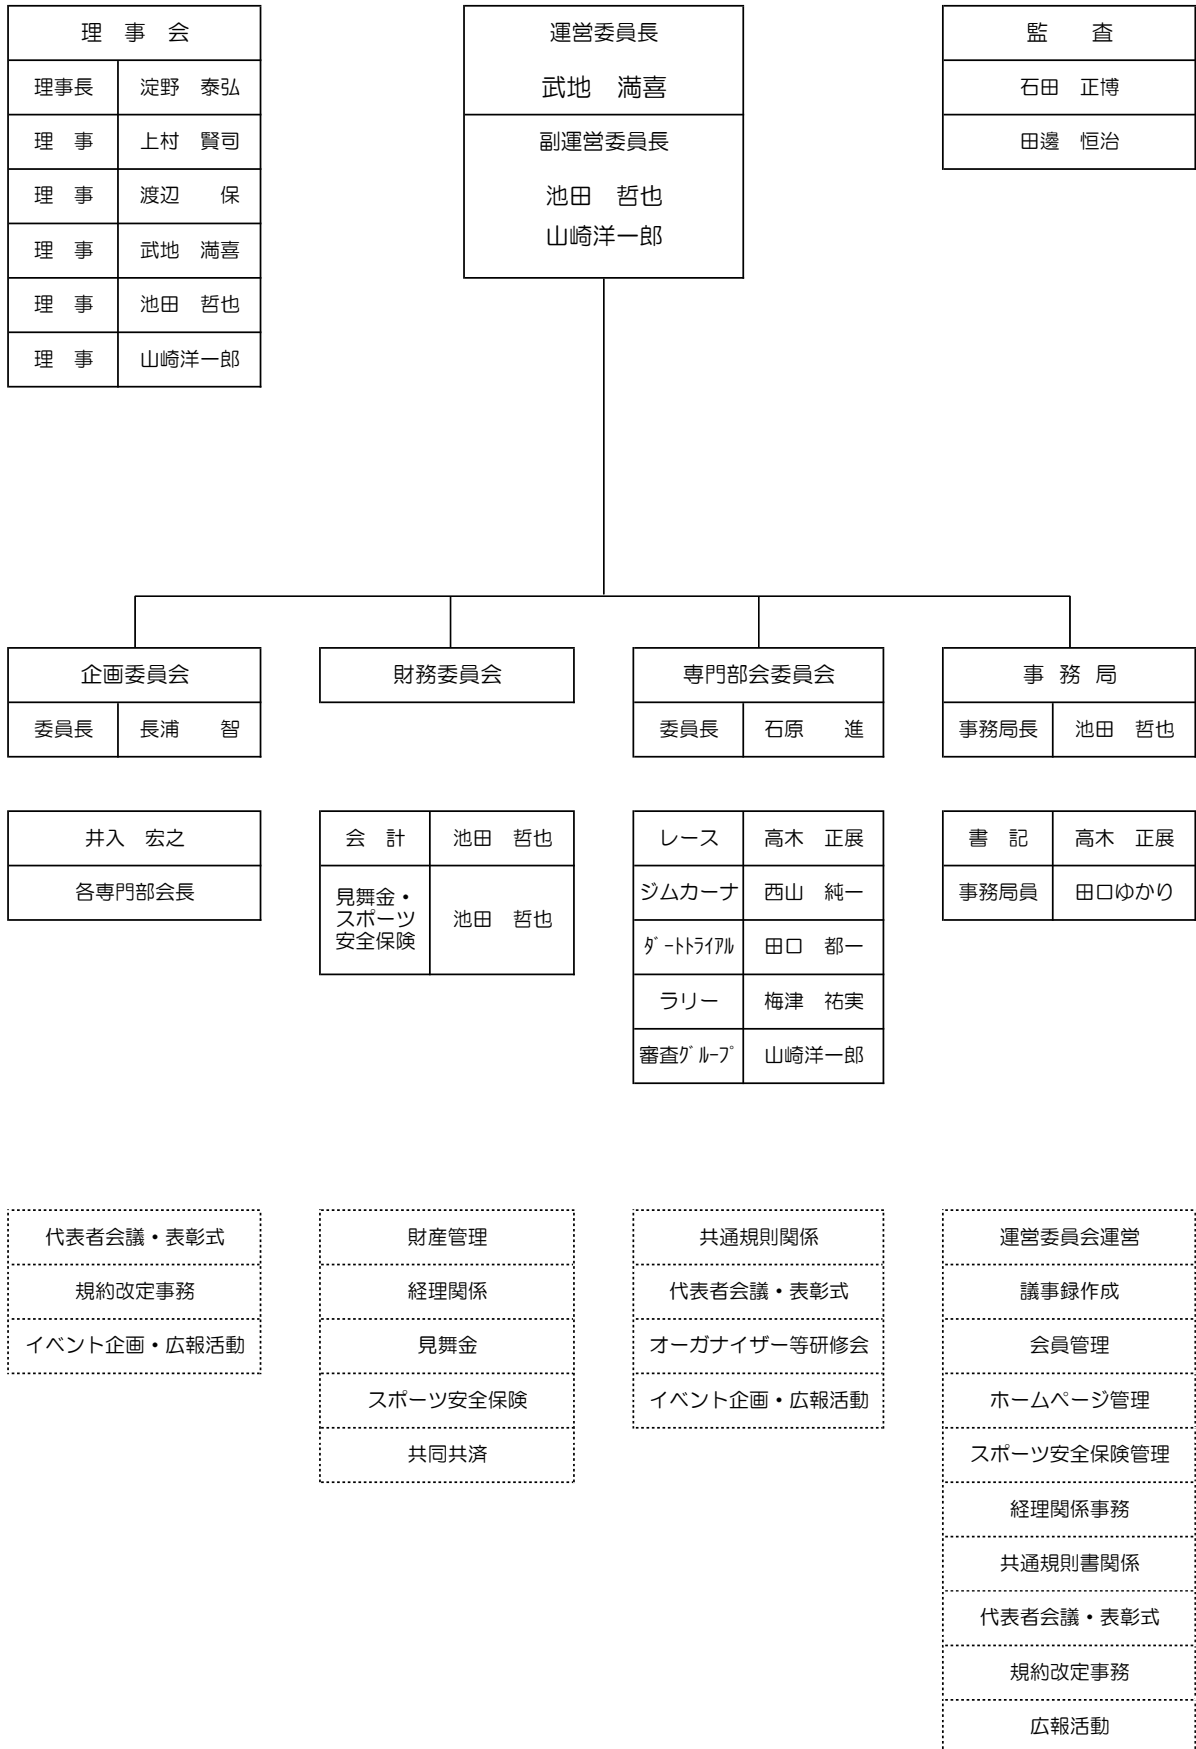 理　事　会
理事長　淀野　泰弘
理　事　上村　賢司
理　事　渡辺　　保
理　事　武地　満喜
理　事　池田　哲也
理　事　山崎洋一郎
運営委員長
武地　満喜
副運営委員長
池田　哲也
山崎洋一郎
監　　査
石田　正博
田邊　恒治
企画委員会
委員長　長浦　　智
井入　宏之
各専門部会長
財務委員会
会　計　池田　哲也
見舞金・
スポーツ
安全保険
池田　哲也
専門部会委員会
委員長　石原　　進
レース　高木　正展
ジムカーナ　西山　純一
ﾀﾞｰﾄﾄﾗｲｱﾙ　田口　都一
ラリー　梅津　祐実
審査ｸﾞﾙｰﾌﾟ　山崎洋一郎
事　務　局
事務局長　池田　哲也
書　記　高木　正展
事務局員　田口ゆかり
代表者会議・表彰式
規約改定事務
イベント企画・広報活動
財産管理
経理関係
見舞金
スポーツ安全保険
共同共済
共通規則関係
代表者会議・表彰式
オーガナイザー等研修会
イベント企画・広報活動
運営委員会運営
議事録作成
会員管理
ホームページ管理
スポーツ安全保険管理
経理関係事務
共通規則書関係
代表者会議・表彰式
規約改定事務
広報活動